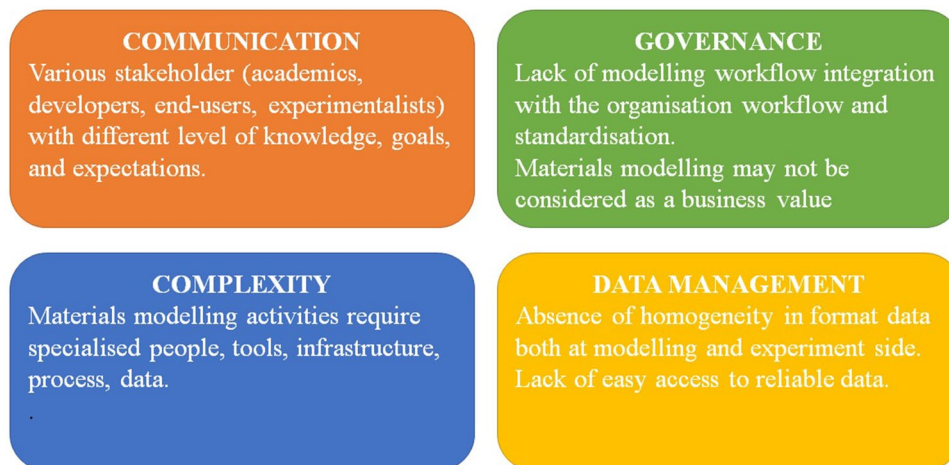 COMMUNICATION
Various stakeholder (academics,
developers, end-users, experimentalists)
with different level of knowledge, goals,
and expectations.
GOVERNANCE
Lack of modelling workflow integration
with the organisation workflow and
standardisation.
Materials modelling may not be
considered as a business value
COMPLEXITY
Materials modelling activities require
specialised people, tools, infrastructure,
process, data.
.
DATA MANAGEMENT
Absence of homogeneity in format data
both at modelling and experiment side.
Lack of easy access to reliable data.